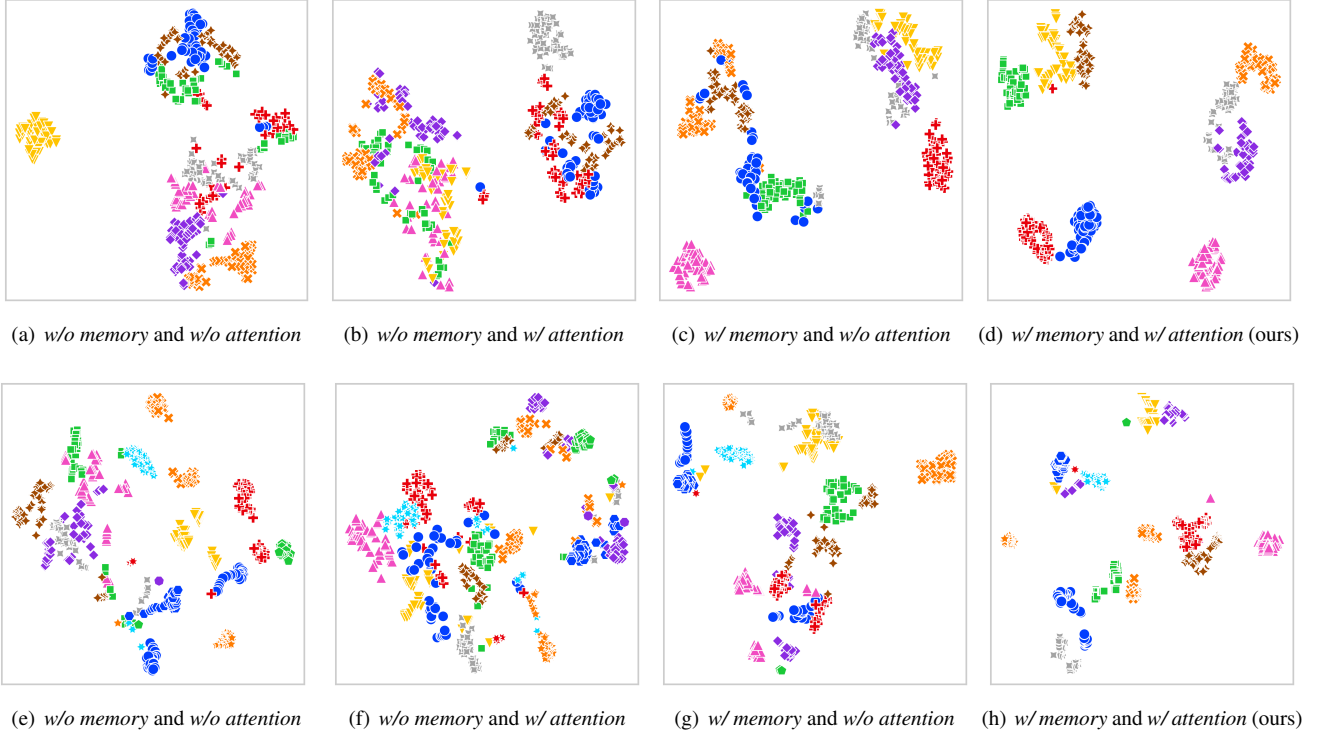 (a) w/o memory and w/o attention
(b) w/o memory and w/ attention
(c) w/ memory and w/o attention
(d) w/ memory and w/ attention (ours)
(e) w/o memory and w/o attention
(f) w/o memory and w/ attention
(g) w/ memory and w/o attention
(h) w/ memory and w/ attention (ours)